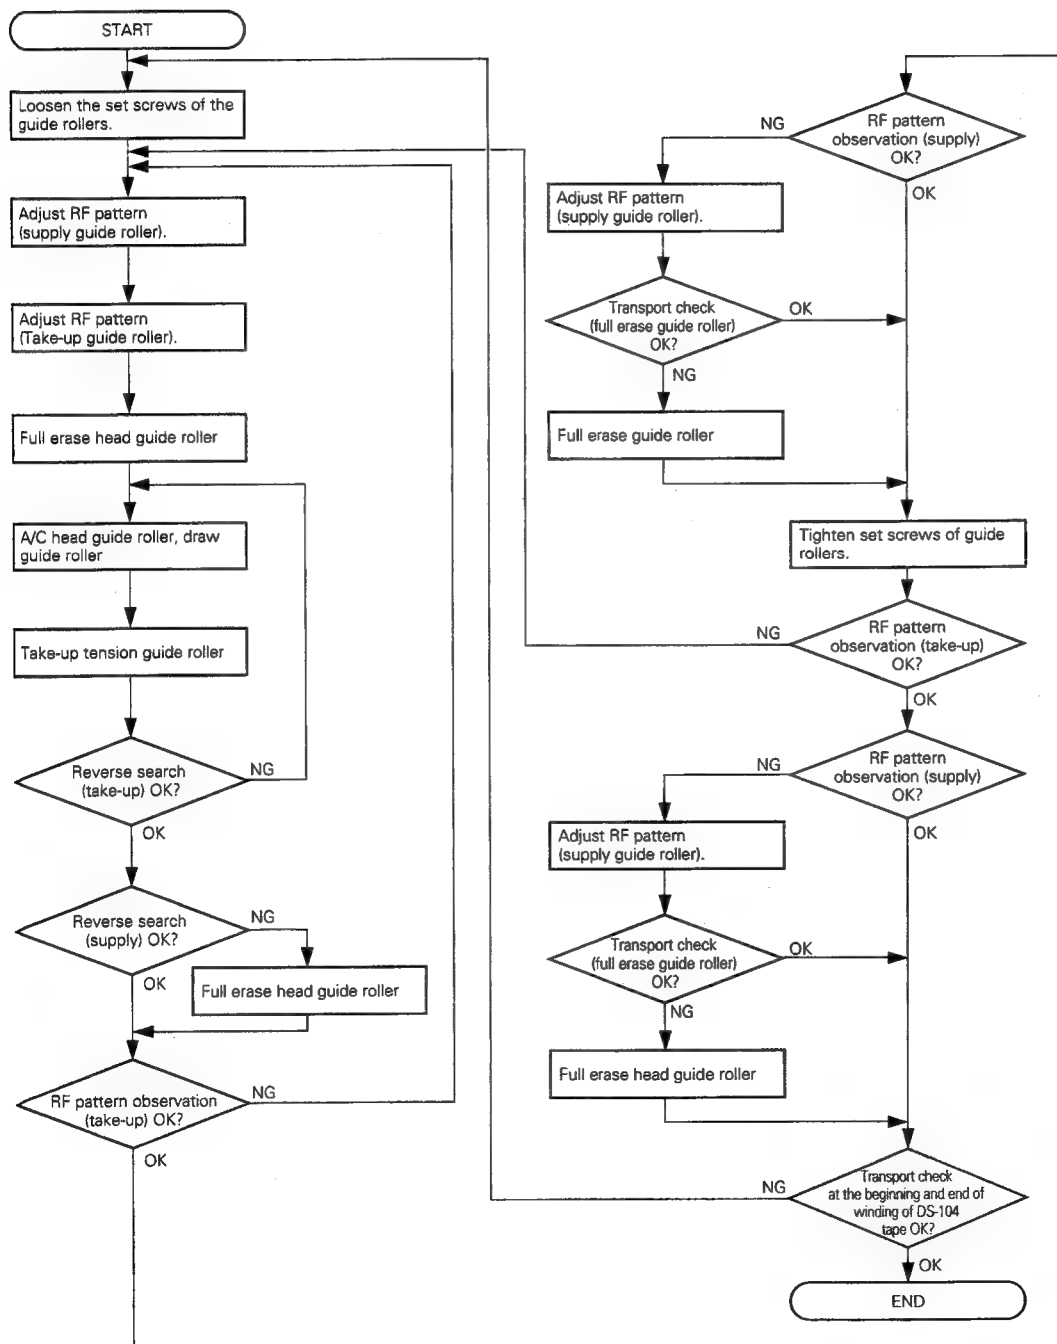 START
Loosen the set screws of the
guide rollers.
Adjust RF pattern
(supply guide roller).
Adjust RF pattern
(Take-up guide roller).
Full erase head guide roller
A/C head guide roller, draw
guide roller
Take-up tension guide roller
Reverse search
(take-up) OK?
NG
OK
Reverse search
(supply) OK?
NG
OK
Full erase head guide roller
RF pattern observation
(take-up) OK?
NG
OK
RF pattern
observation (supply)
OK?
NG
OK
Adjust RF pattern
(supply guide roller).
Transport check
(full erase guide roller)
OK?
OK
NG
Full erase guide roller
Tighten set screws of guide
rollers.
RF pattern
observation (take-up)
OK?
NG
OK
RF pattern
observation (supply)
OK?
NG
OK
Adjust RF pattern
(supply guide roller).
Transport check
(full erase guide roller)
OK?
OK
NG
Full erase head guide roller
Transport check
at the beginning and end of
winding of DS-104
tape OK?
NG
OK
END